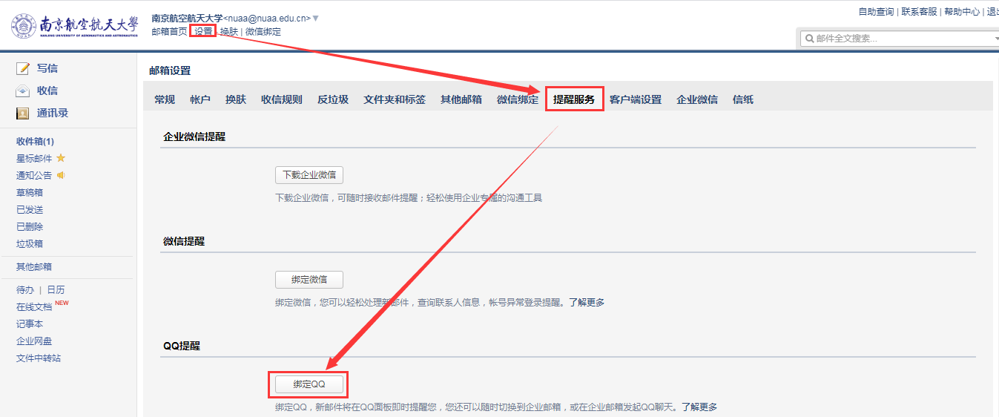 南京航空航天大學
NANJING UNIVERSITY OF AERONAUTICS AND ASTRONAUTICS
南京航空航天大学<nuaa@nuaa.edu.cn>
邮箱首页 | 设置 | 换肤 | 微信绑定
自助查询 | 联系客服 | 帮助中心 | 退出
邮件全文搜索...
写信
收信
通讯录
收件箱(1)
星标邮件
通知公告
草稿箱
已发送
已删除
垃圾箱
其他邮箱
待办 | 日历
在线文档 NEW
记事本
企业网盘
文件中转站
邮箱设置
常规 帐户 换肤 收信规则 反垃圾 文件夹和标签 其他邮箱 微信绑定 提醒服务 客户端设置 企业微信 信纸
企业微信提醒
下载企业微信
下载企业微信，可随时接收邮件提醒；轻松使用企业专属的沟通工具
微信提醒
绑定微信
绑定微信，您可以轻松处理新邮件，查询联系人信息，帐号异常登录提醒。了解更多
QQ提醒
绑定QQ
绑定QQ，新邮件将在QQ面板即时提醒您，您还可以随时切换到企业邮箱，或在企业邮箱发起QQ聊天。了解更多